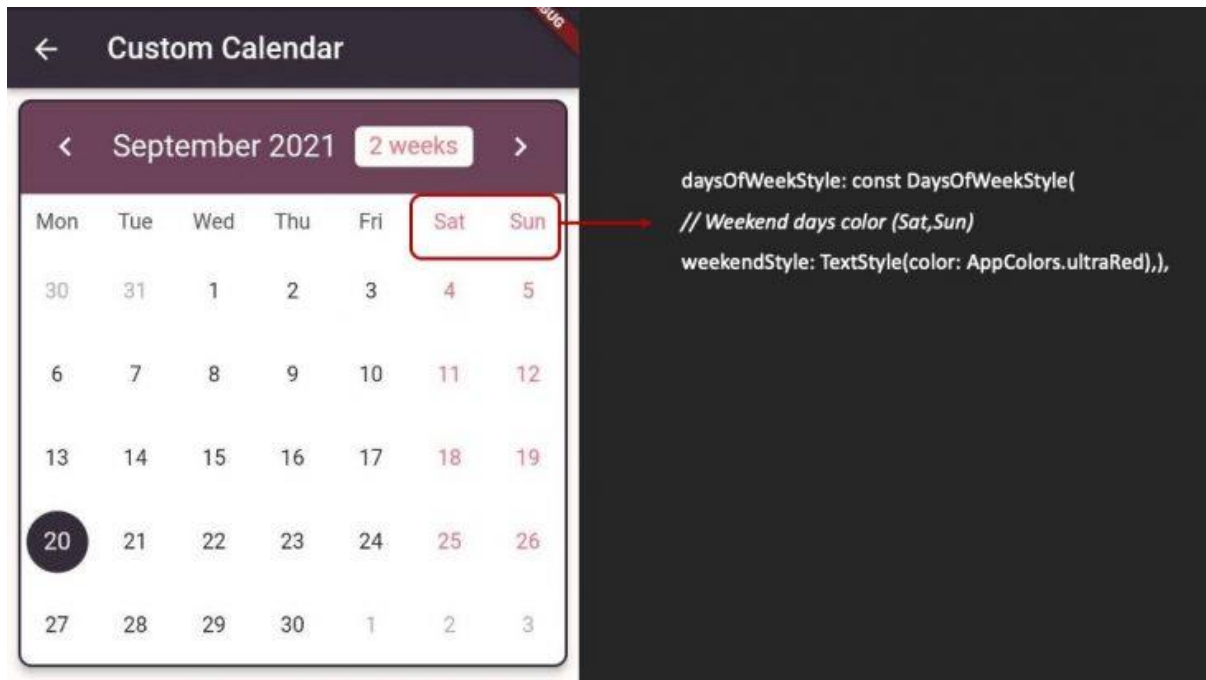 Custom Calendar
BUG
September 2021 2 weeks
Mon Tue Wed Thu Fri Sat Sun
30 31 1 2 3 4 5
6 7 8 9 10 11 12
13 14 15 16 17 18 19
20 21 22 23 24 25 26
27 28 29 30 1 2 3
daysOfWeekStyle: const DaysOfWeekStyle(
// Weekend days color (Sat,Sun)
weekendStyle: TextStyle(color: AppColors.ultraRed),),